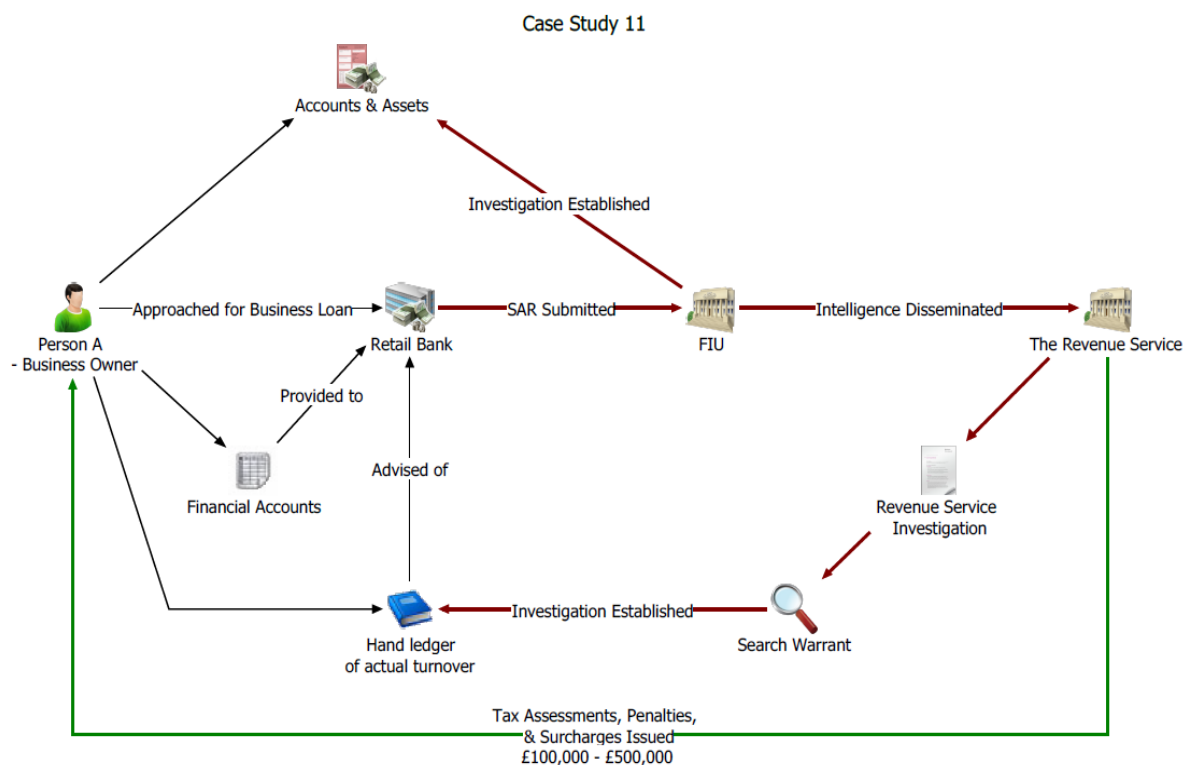 Case Study 11
Accounts & Assets
Investigation Established
Approached for Business Loan
SAR Submitted
Intelligence Disseminated
Person A
- Business Owner
Retail Bank
FIU
The Revenue Service
Provided to
Advised of
Financial Accounts
Revenue Service
Investigation
Investigation Established
Hand ledger
of actual turnover
Search Warrant
Tax Assessments, Penalties,
& Surcharges Issued
£100,000 - £500,000